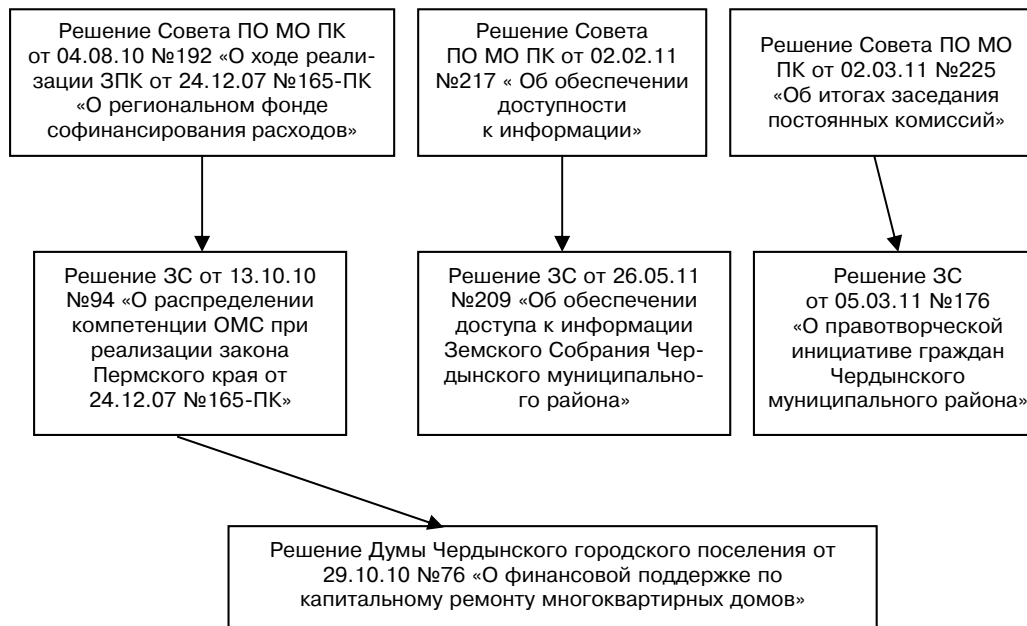 Решение Совета ПО МО ПК
от 04.08.10 №192 «О ходе реали-
зации ЗПК от 24.12.07 №165-ПК
«О региональном фонде
софинансирования расходов»
Решение Совета
ПО МО ПК от 02.02.11
№217 « Об обеспечении
доступности
к информации»
Решение Совета ПО МО
ПК от 02.03.11 №225
«Об итогах заседания
постоянных комиссий»
Решение ЗС от 13.10.10
№94 «О распределении
компетенции ОМС при
реализации закона
Пермского края от
24.12.07 №165-ПК»
Решение ЗС от 26.05.11
№209 «Об обеспечении
доступа к информации
Земского Собрания Чер-
дынского муниципально-
го района»
Решение ЗС
от 05.03.11 №176
«О правотворческой
инициативе граждан
Чердынского
муниципального района»
Решение Думы Чердынского городского поселения от
29.10.10 №76 «О финансовой поддержке по
капитальному ремонту многоквартирных домов»